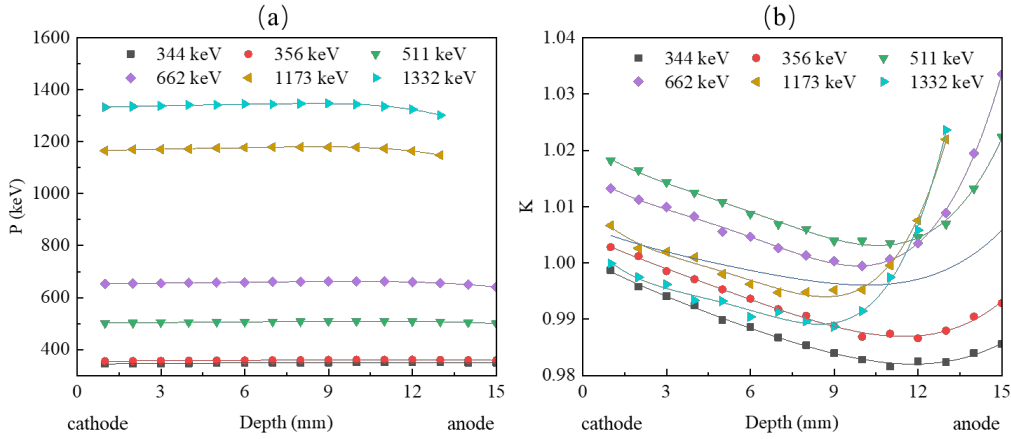 (a)
1600
344 keV 356 keV 511 keV
662 keV 1173 keV 1332 keV
1400
1200
P (keV)
1000
800
600
400
0 3 6 9 12 15
cathode Depth (mm) anode
(b)
1.04
344 keV 356 keV 511 keV
662 keV 1173 keV 1332 keV
1.03
1.02
K
1.01
1.00
0.99
0.98
0 3 6 9 12 15
cathode Depth (mm) anode